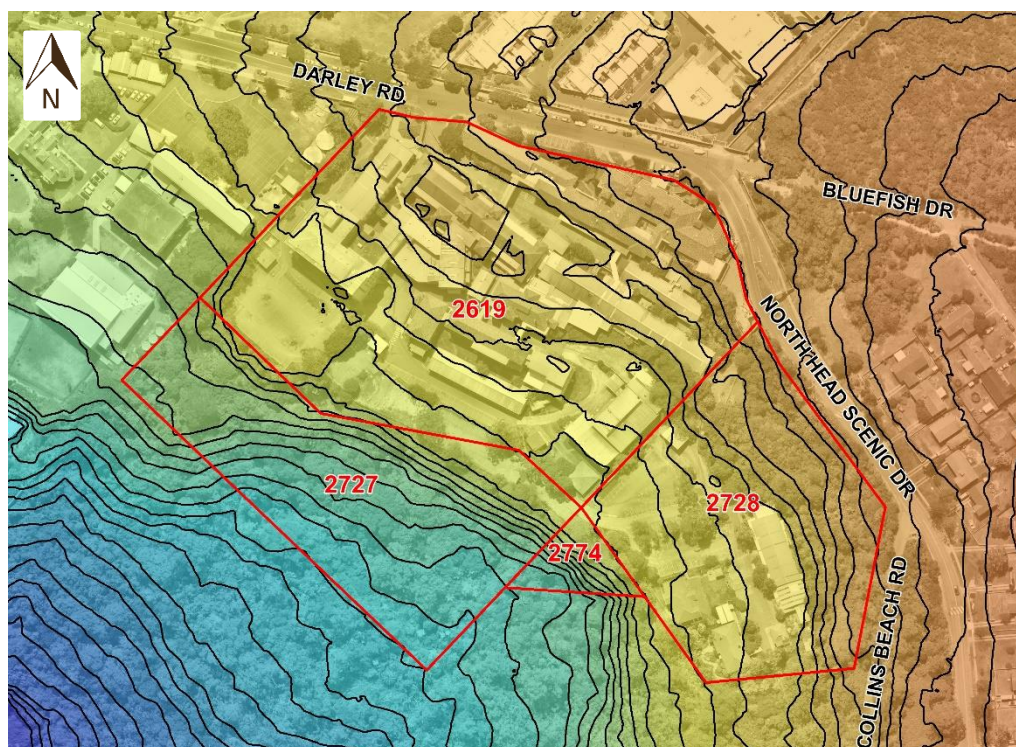 N
DARLEY RD
BLUEFISH DR
2619
NORTH HEAD SCENIC DR
2727
2728
2774
COLLINS BEACH RD